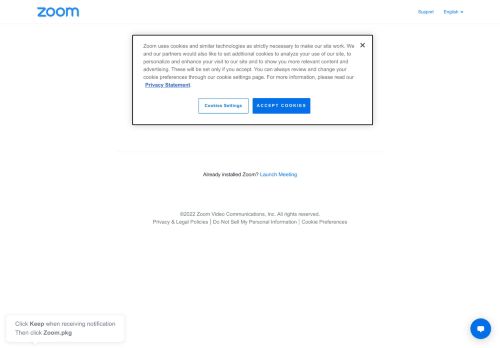 zoom
Support English
Zoom uses cookies and similar technologies as strictly necessary to make our site work. We
and our partners would also like to set additional cookies to analyze your use of our site, to
personalize and enhance your visit to our site and to show you more relevant content and
advertising. These will be set only if you accept. You can always review and change your
cookie preferences through our cookie settings page. For more information, please read our
Privacy Statement.
Cookies Settings ACCEPT COOKIES
Already installed Zoom? Launch Meeting
©2022 Zoom Video Communications, Inc. All rights reserved.
Privacy & Legal Policies | Do Not Sell My Personal Information | Cookie Preferences
Click Keep when receiving notification
Then click Zoom.pkg